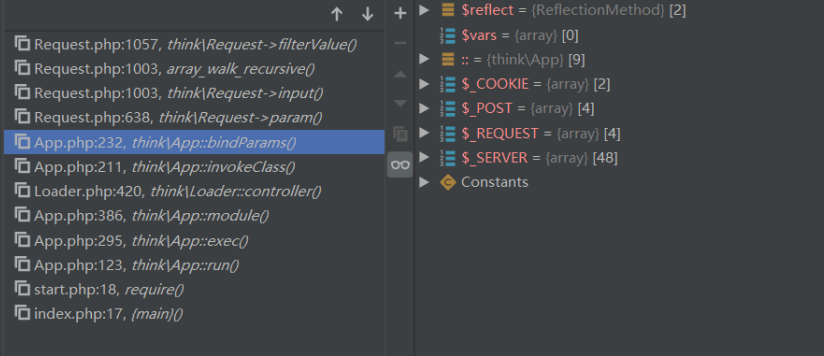 Request.php:1057, think\Request->filterValue()
Request.php:1003, array_walk_recursive()
Request.php:1003, think\Request->input()
Request.php:638, think\Request->param()
App.php:232, think\App::bindParams()
App.php:211, think\App::invokeClass()
Loader.php:420, think\Loader::controller()
App.php:386, think\App::module()
App.php:295, think\App::exec()
App.php:123, think\App::run()
start.php:18, require()
index.php:17, {main}()
$reflect = {ReflectionMethod} [2]
$vars = {array} [0]
:: = {think\App} [9]
$_COOKIE = {array} [2]
$_POST = {array} [4]
$_REQUEST = {array} [4]
$_SERVER = {array} [48]
Constants